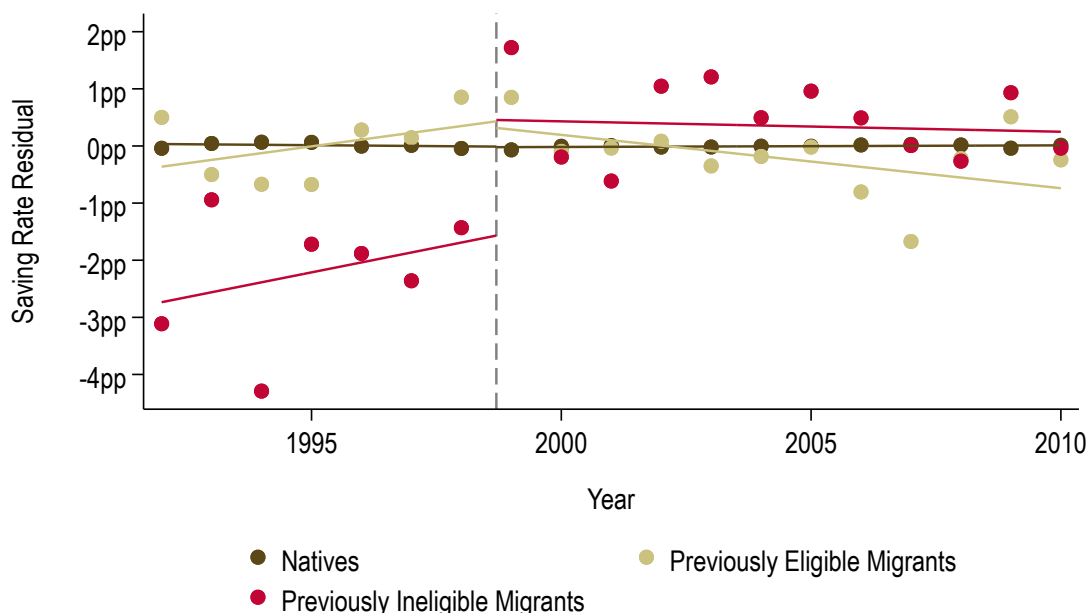 2pp
1pp
0pp
-1pp
-2pp
-3pp
-4pp
Saving Rate Residual
1995 2000 2005 2010
Year
Natives Previously Eligible Migrants
Previously Ineligible Migrants